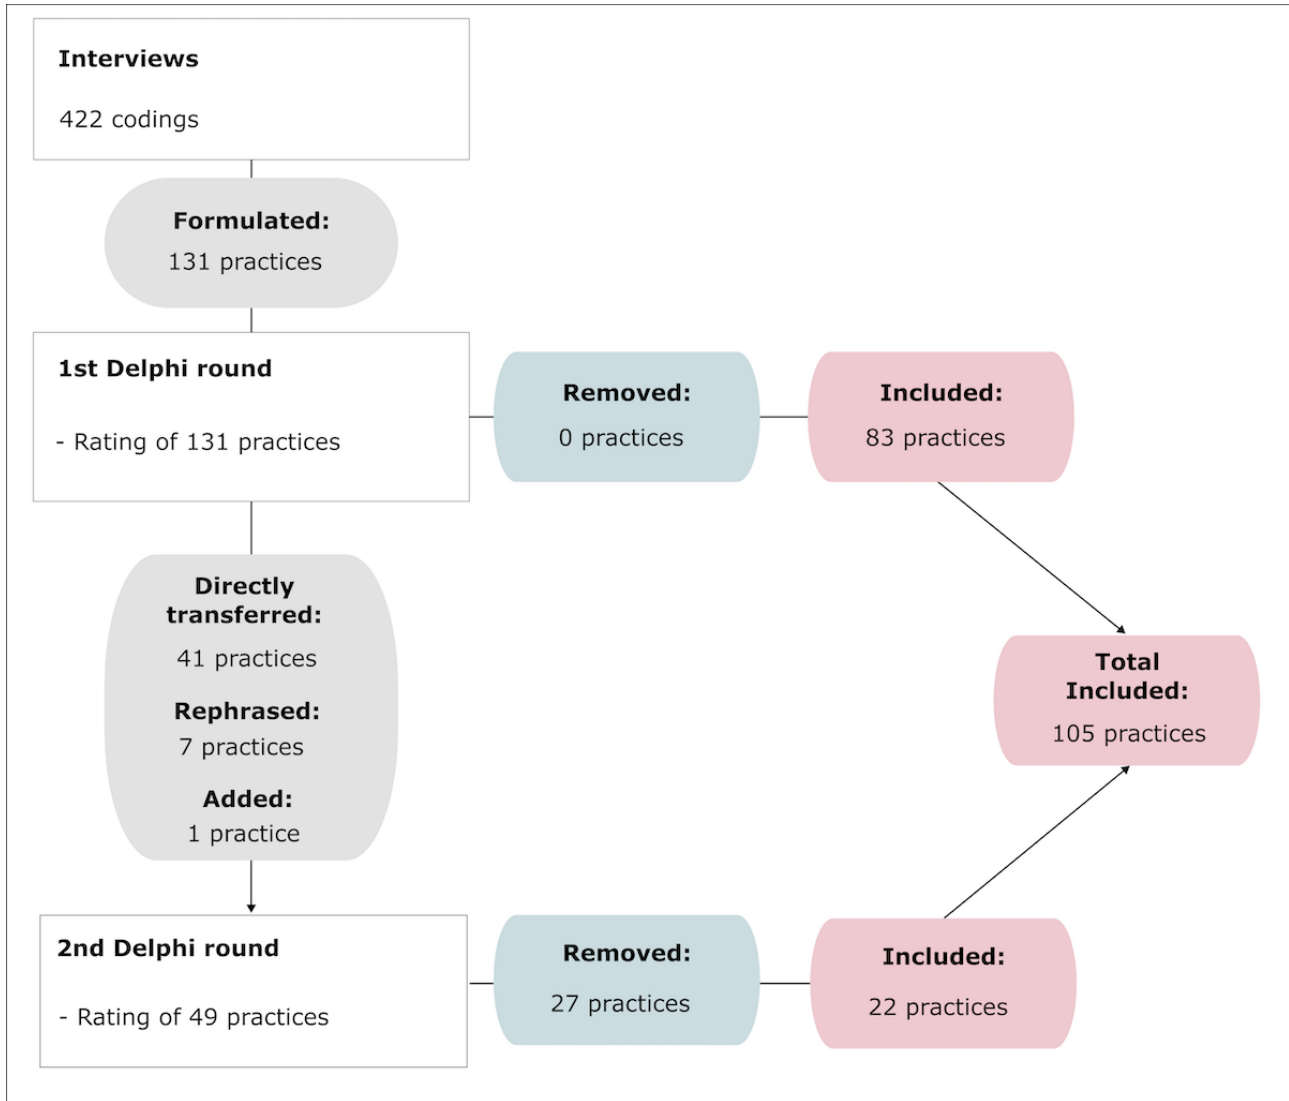 Interviews
422 codings
Formulated:
131 practices
1st Delphi round
- Rating of 131 practices
Removed:
0 practices
Included:
83 practices
Directly
transferred:
41 practices
Rephrased:
7 practices
Added:
1 practice
Total
Included:
105 practices
2nd Delphi round
- Rating of 49 practices
Removed:
27 practices
Included:
22 practices